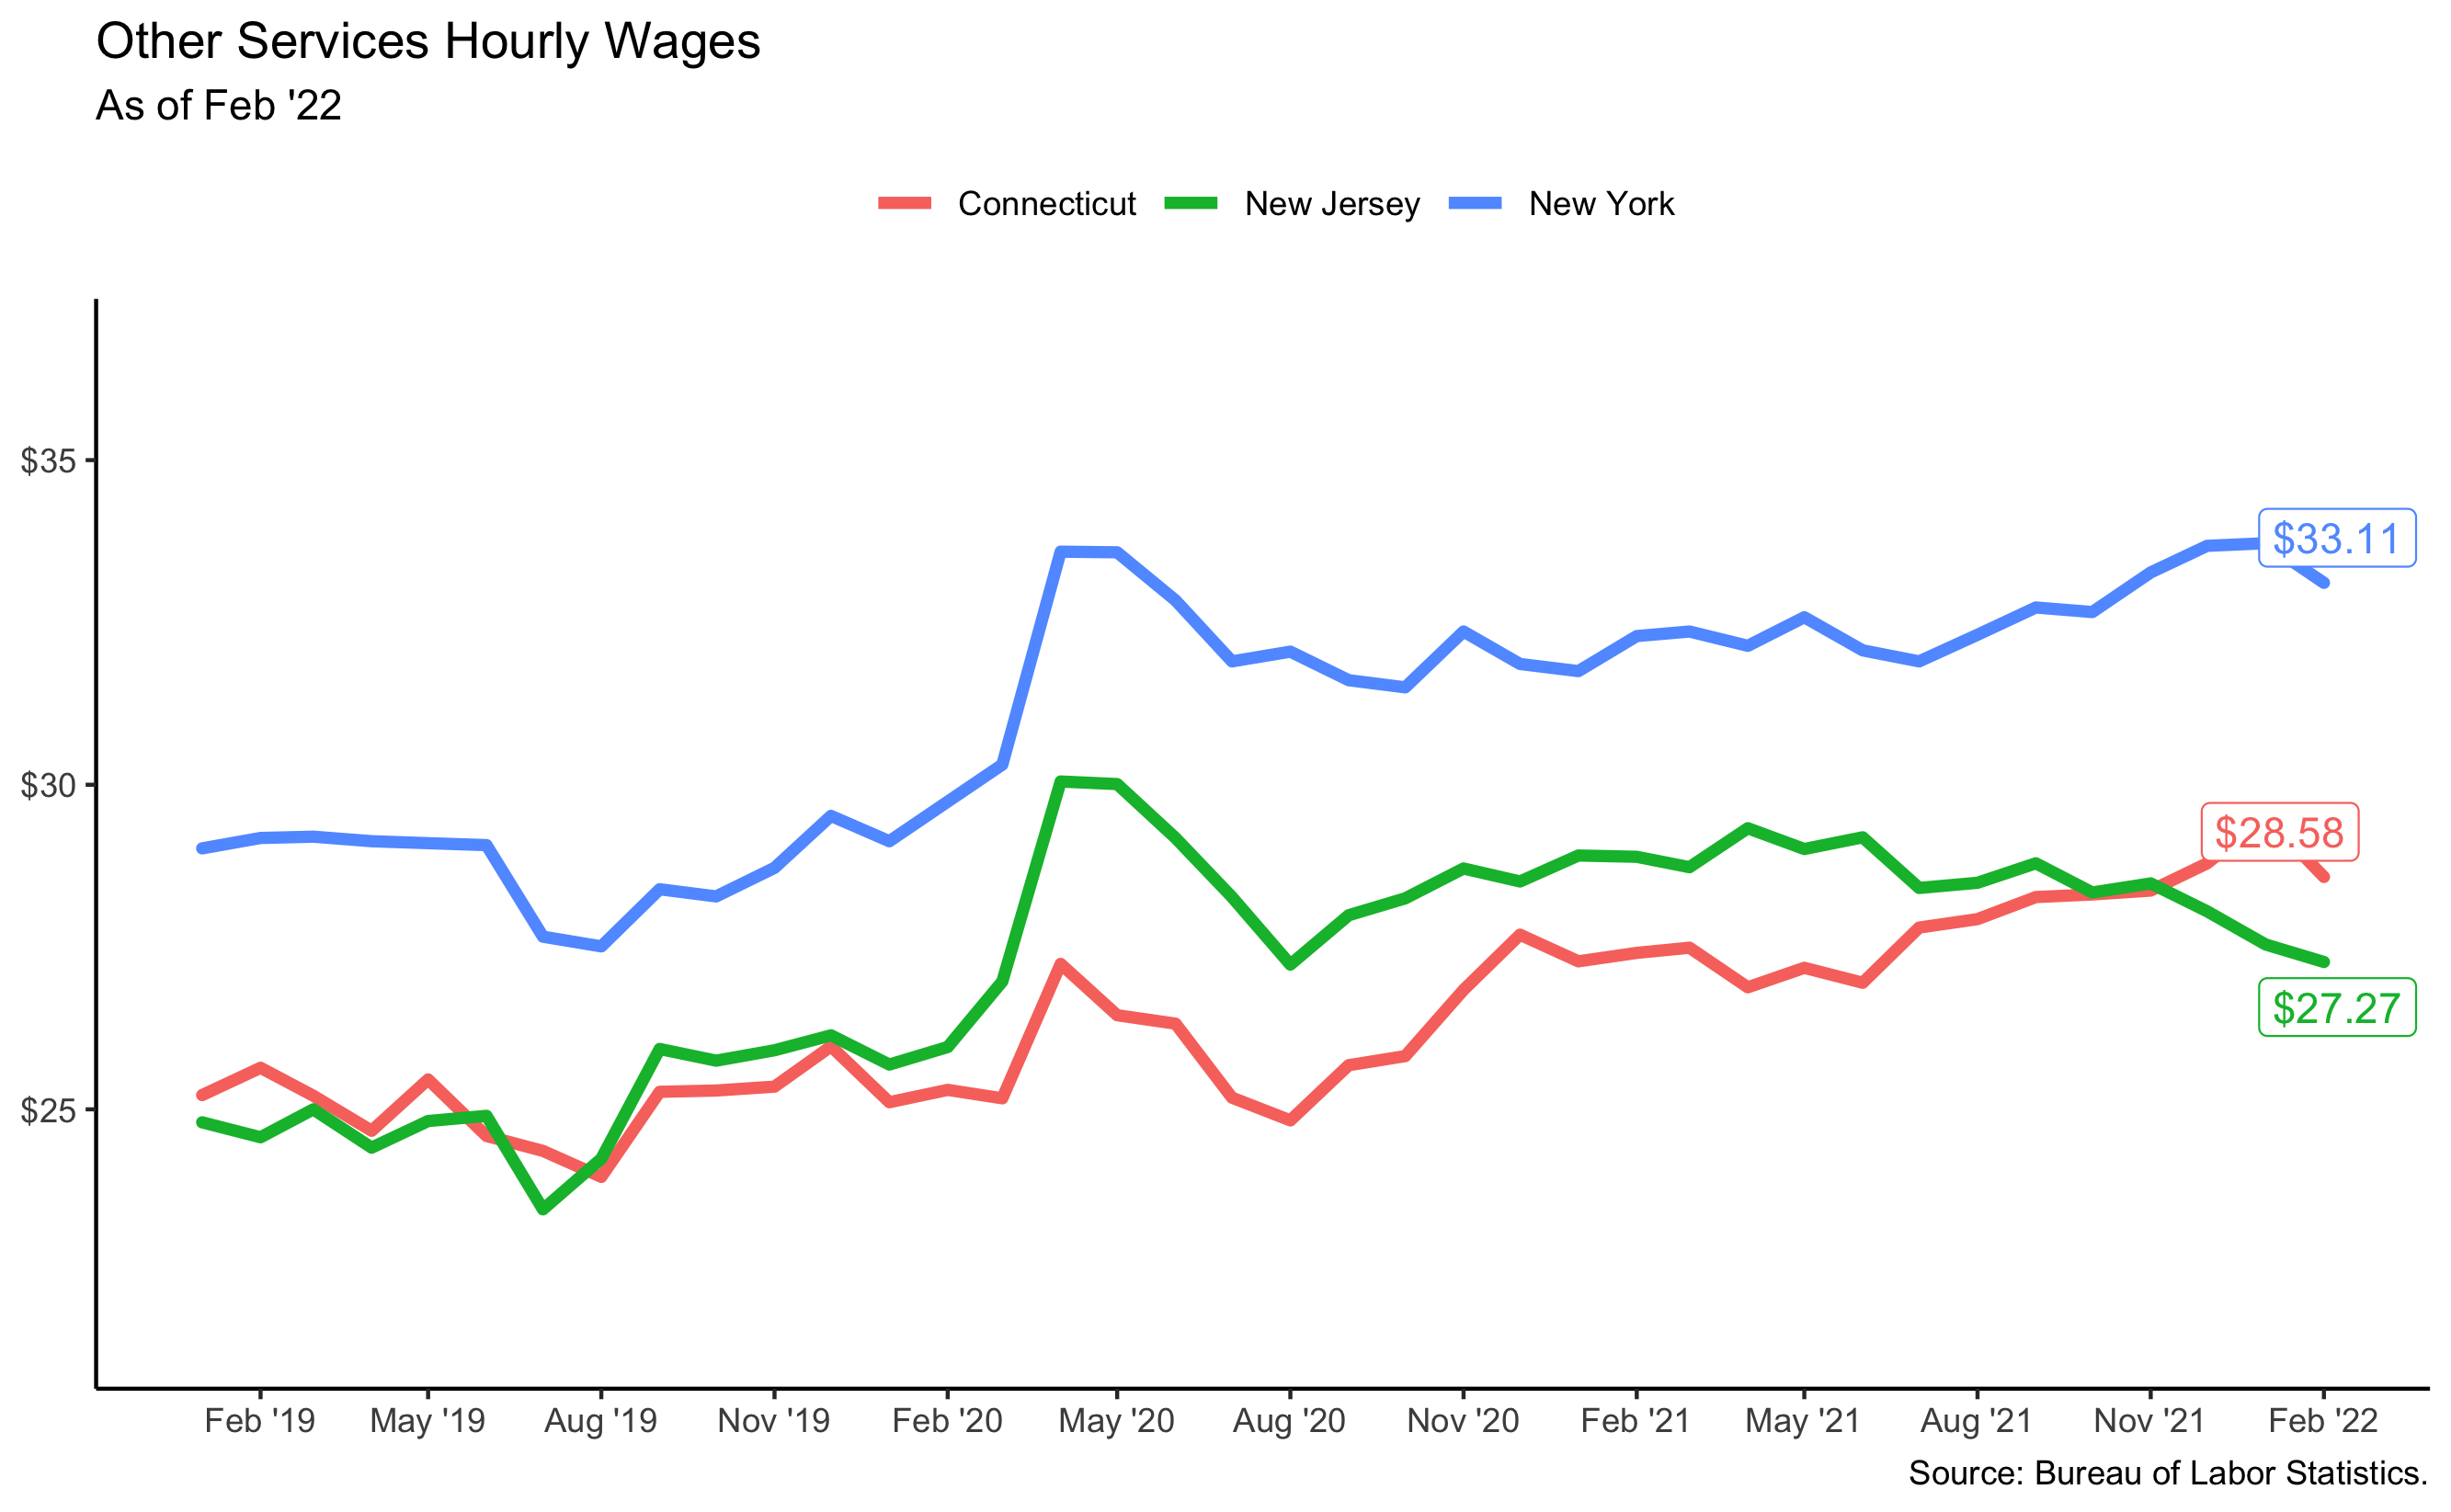 Other Services Hourly Wages
As of Feb '22
Connecticut New Jersey New York
$35
$30
$25
$33.11
$28.58
$27.27
Feb '19 May '19 Aug '19 Nov '19 Feb '20 May '20 Aug '20 Nov '20 Feb '21 May '21 Aug '21 Nov '21 Feb '22
Source: Bureau of Labor Statistics.